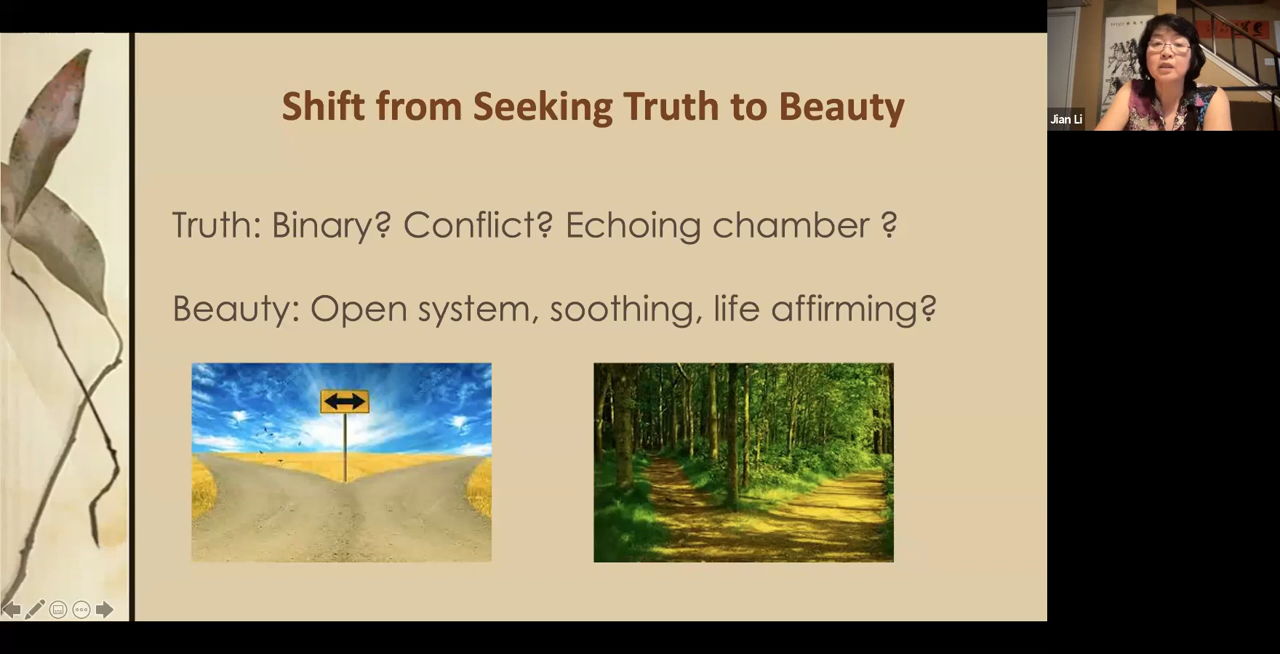 Shift from Seeking Truth to Beauty
Truth: Binary? Conflict? Echoing chamber ?
Beauty: Open system, soothing, life affirming?
Jian Li